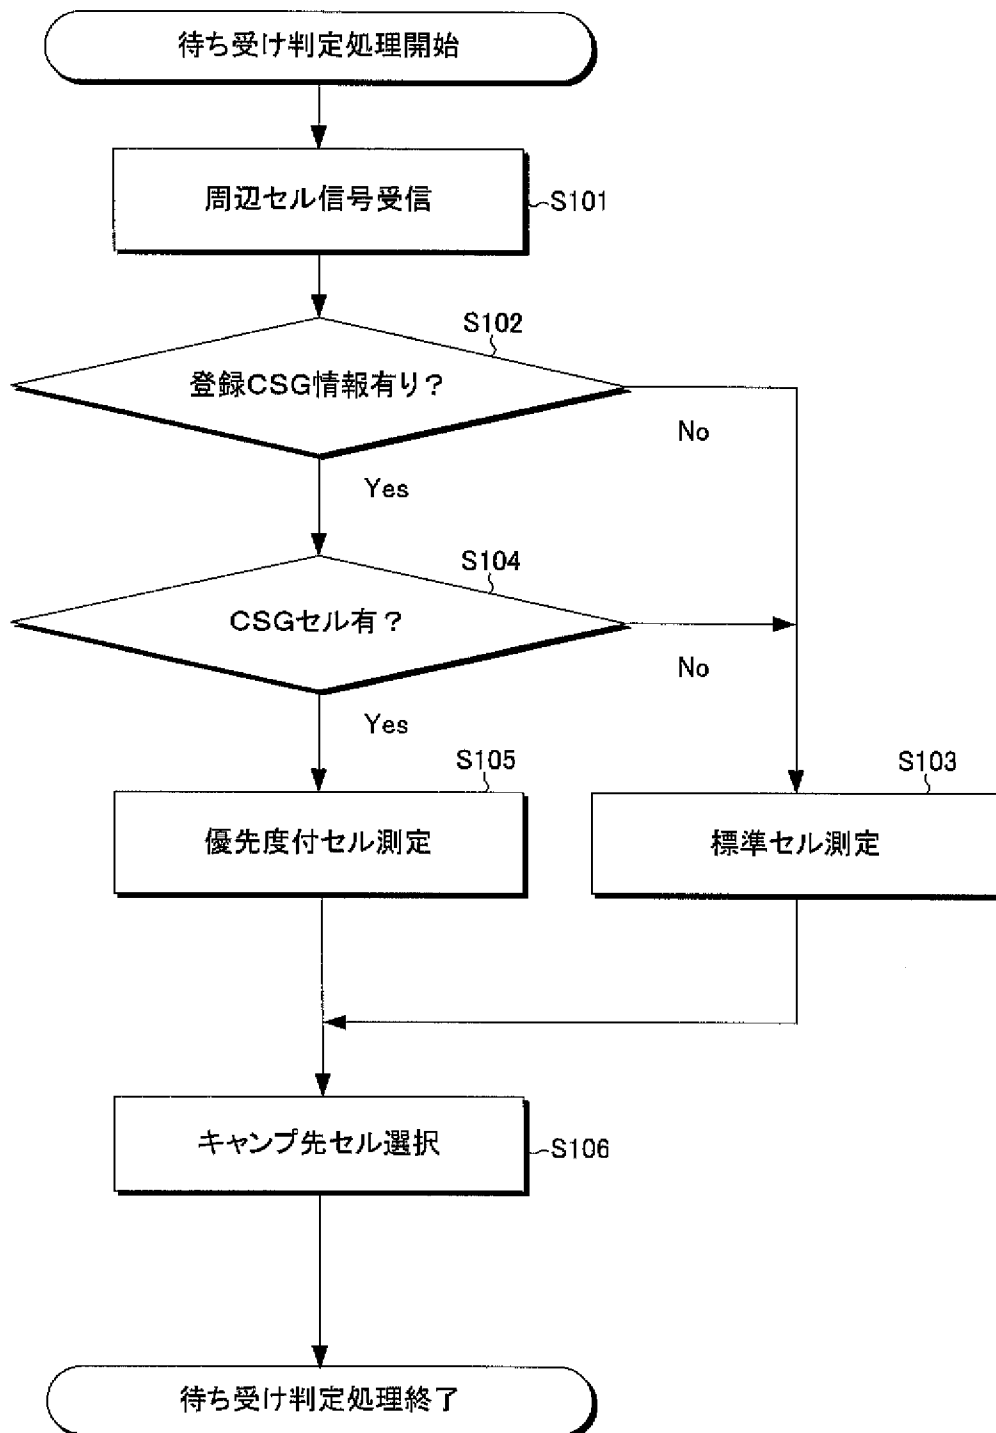 待ち受け判定処理開始
周辺セル信号受信
S101
S102
登録CSG情報有り？
No
Yes
S104
CSGセル有？
No
Yes
S105
S103
優先度付セル測定
標準セル測定
キャンプ先セル選択
S106
待ち受け判定処理終了